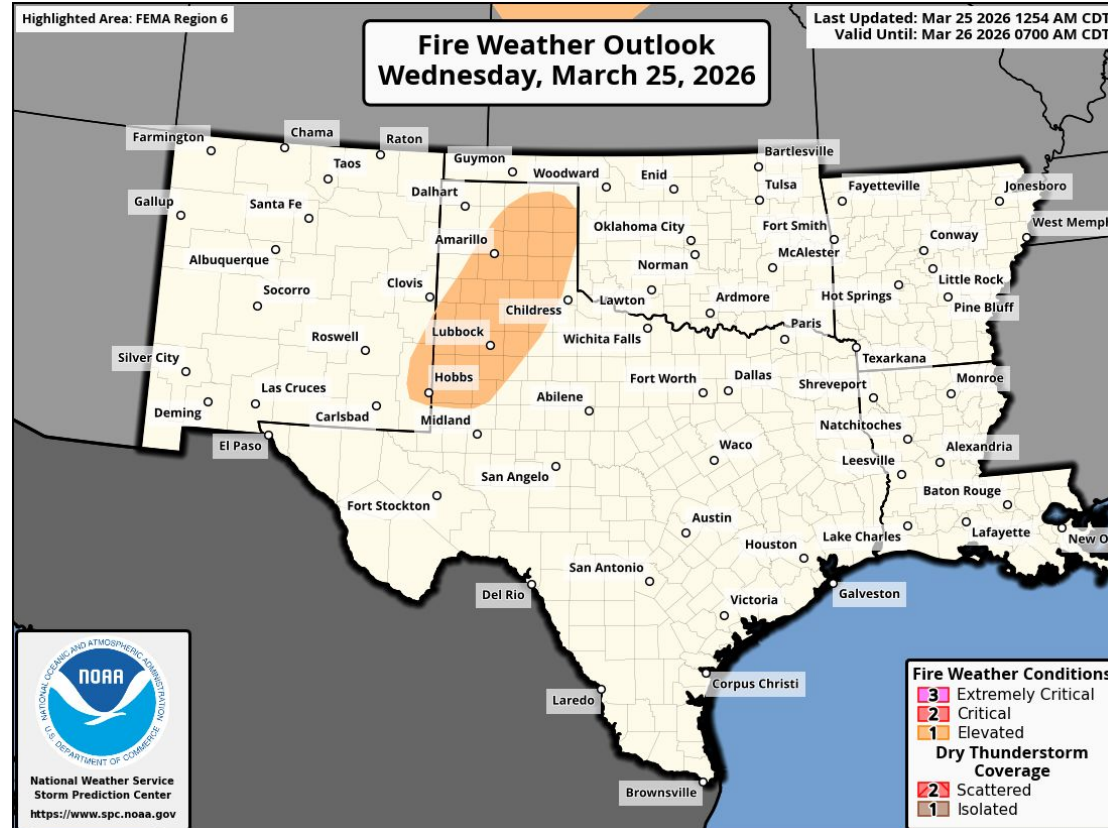 Highlighted Area: FEMA Region 6
Last Updated: Mar 25 2026 1254 AM CDT
Valid Until: Mar 26 2026 0700 AM CDT
Fire Weather Outlook
Wednesday, March 25, 2026
Farmington
Chama
Raton
Taos
Guymon
Woodward
Enid
Bartlesville
Tulsa
Fayetteville
Jonesboro
Dalhart
Gallup
Santa Fe
Oklahoma City
Fort Smith
Conway
West Memph
Albuquerque
Amarillo
Norman
McAlester
Little Rock
Socorro
Clovis
Childress
Lawton
Ardmore
Hot Springs
Pine Bluff
Roswell
Lubbock
Wichita Falls
Paris
Texarkana
Silver City
Hobbs
Fort Worth
Dallas
Shreveport
Monroe
Las Cruces
Deming
Carlsbad
Midland
Abilene
Natchitoches
El Paso
Waco
Leesville
Alexandria
San Angelo
Baton Rouge
Fort Stockton
Austin
Houston
Lake Charles
Lafayette
New O
San Antonio
Del Rio
Galveston
Victoria
Corpus Christi
Laredo
Brownsville
NATIONAL OCEANIC AND ATMOSPHERIC ADMINISTRATION
NOAA
U.S. DEPARTMENT OF COMMERCE
National Weather Service
Storm Prediction Center
https://www.spc.noaa.gov
Fire Weather Conditions
3 Extremely Critical
2 Critical
1 Elevated
Dry Thunderstorm
Coverage
2 Scattered
1 Isolated